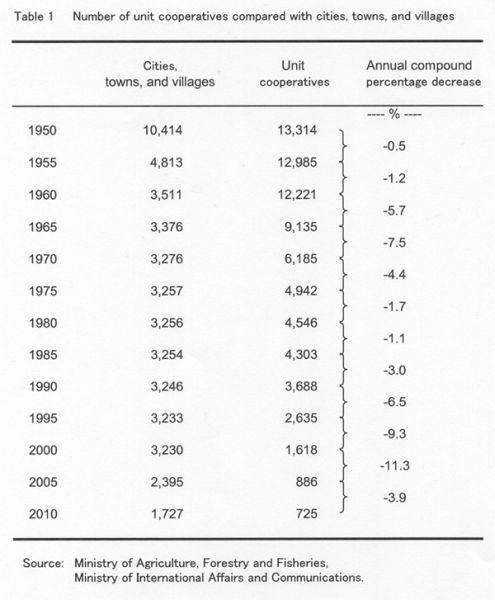 Table 1 Number of unit cooperatives compared with cities, towns, and villages
Cities, Unit Annual compound
towns, and villages cooperatives percentage decrease
---- % ----
1950 10,414 13,314
-0.5
1955 4,813 12,985
-1.2
1960 3,511 12,221
-5.7
1965 3,376 9,135
-7.5
1970 3,276 6,185
-4.4
1975 3,257 4,942
-1.7
1980 3,256 4,546
-1.1
1985 3,254 4,303
-3.0
1990 3,246 3,688
-6.5
1995 3,233 2,635
-9.3
2000 3,230 1,618
-11.3
2005 2,395 886
-3.9
2010 1,727 725
Source: Ministry of Agriculture, Forestry and Fisheries,
Ministry of International Affairs and Communications.